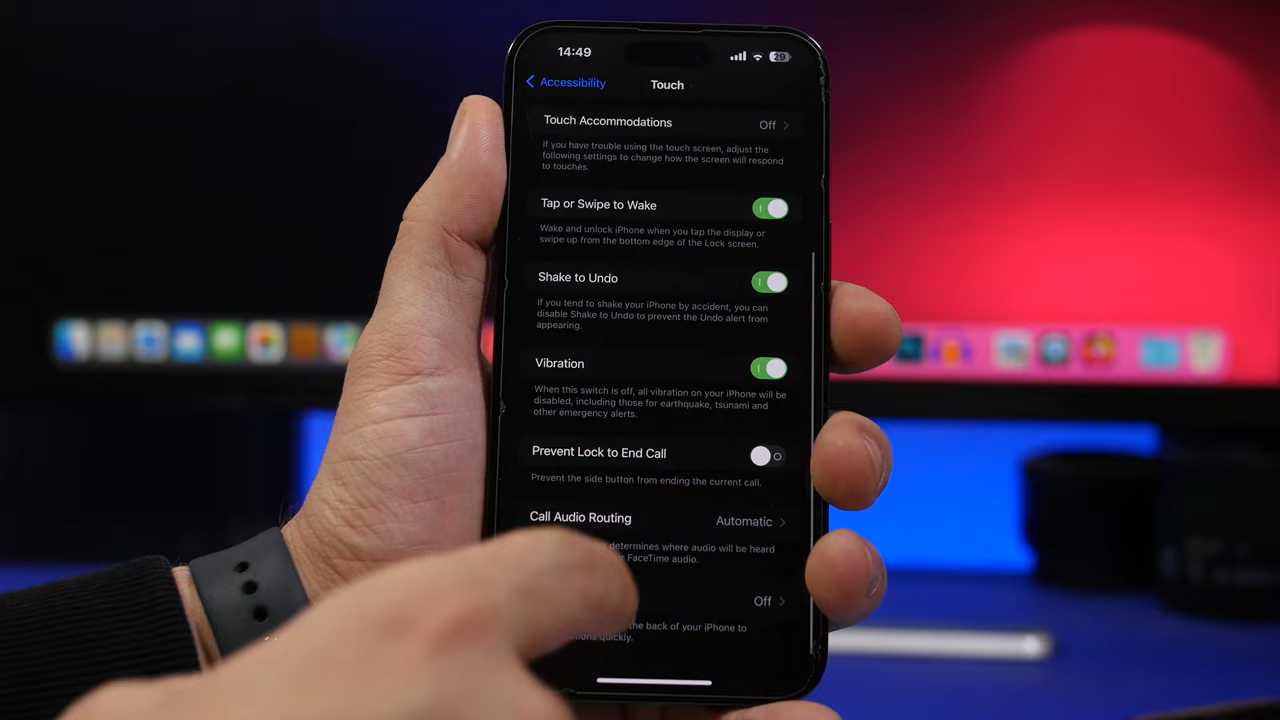 14:49
29
Accessibility
Touch
Touch Accommodations
Off
If you have trouble using the touch screen, adjust the
following settings to change how the screen will respond
to touches.
Tap or Swipe to Wake
Wake and unlock iPhone when you tap the display or
swipe up from the bottom edge of the Lock screen.
Shake to Undo
If you tend to shake your iPhone by accident, you can
disable Shake to Undo to prevent the Undo alert from
appearing.
Vibration
When this switch is off, all vibration on your iPhone will be
disabled, including those for earthquake, tsunami and
other emergency alerts.
Prevent Lock to End Call
Prevent the side button from ending the current call.
Call Audio Routing
Automatic
determines where audio will be heard
FaceTime audio.
Off
the back of your iPhone to
quickly.